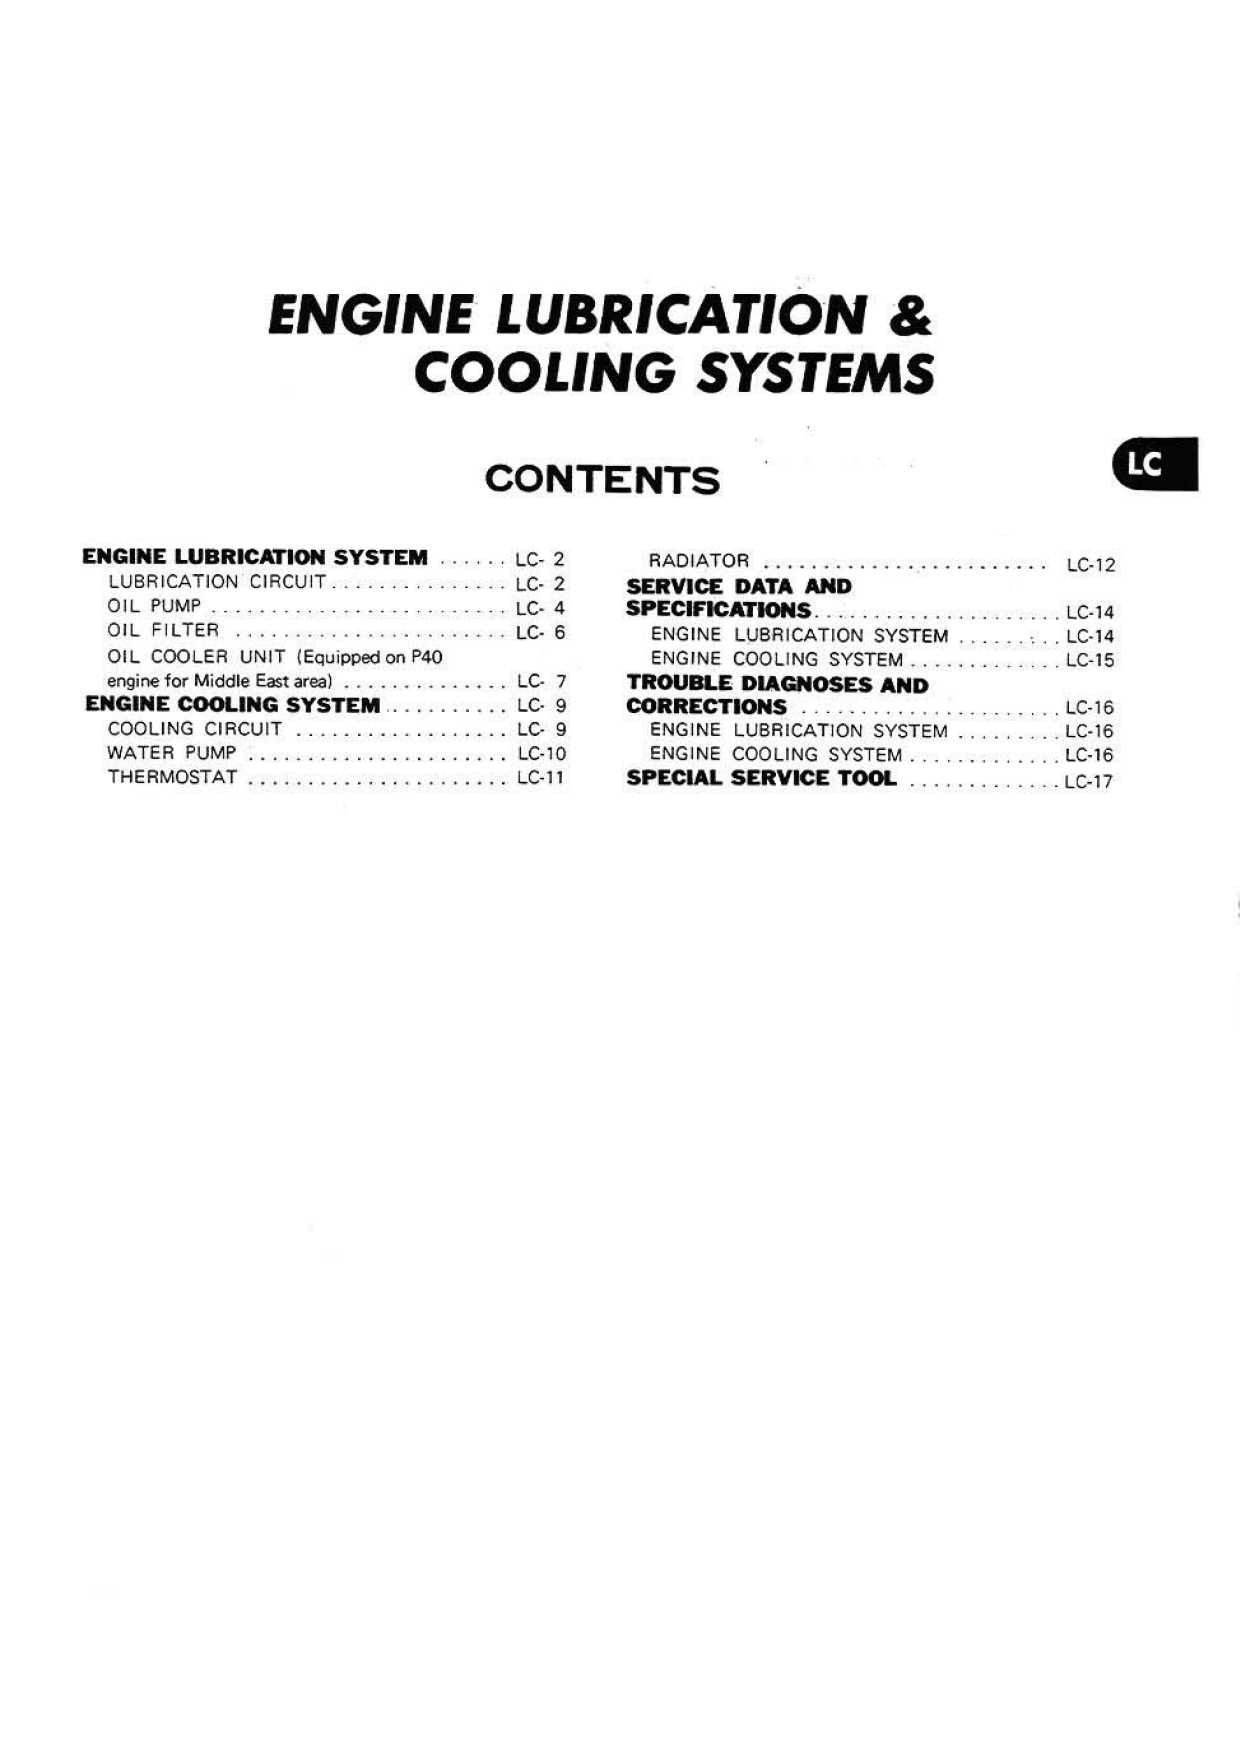 ENGINE LUBRICATION &
COOLING SYSTEMS
CONTENTS
LC
ENGINE LUBRICATION SYSTEM ...... LC- 2
LUBRICATION CIRCUIT............... LC- 2
OIL PUMP ......................... LC- 4
OIL FILTER ....................... LC- 6
OIL COOLER UNIT (Equipped on P40
engine for Middle East area) .............. LC- 7
ENGINE COOLING SYSTEM........... LC- 9
COOLING CIRCUIT .................. LC- 9
WATER PUMP ...................... LC-10
THERMOSTAT ...................... LC-11
RADIATOR ........................ LC-12
SERVICE DATA AND
SPECIFICATIONS..................... LC-14
ENGINE LUBRICATION SYSTEM ......... LC-14
ENGINE COOLING SYSTEM............. LC-15
TROUBLE DIAGNOSES AND
CORRECTIONS ...................... LC-16
ENGINE LUBRICATION SYSTEM ......... LC-16
ENGINE COOLING SYSTEM............. LC-16
SPECIAL SERVICE TOOL ............. LC-17